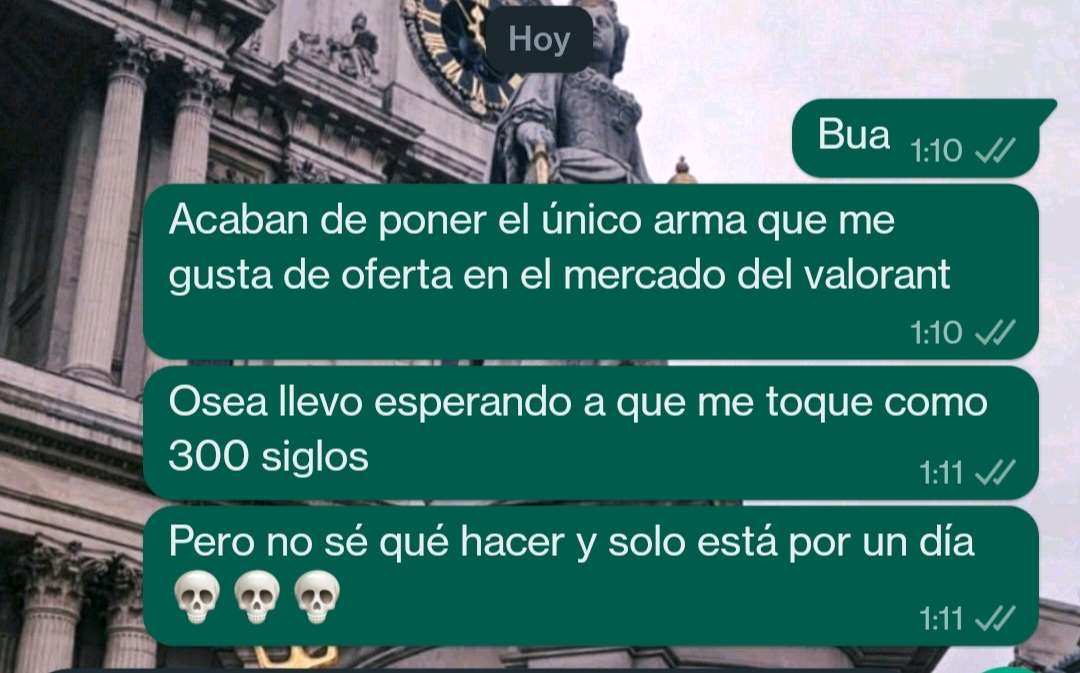 Hoy
Bua 1:10
Acaban de poner el único arma que me
gusta de oferta en el mercado del valorant
1:10
Osea llevo esperando a que me toque como
300 siglos
1:11
Pero no sé qué hacer y solo está por un día
💀💀💀
1:11